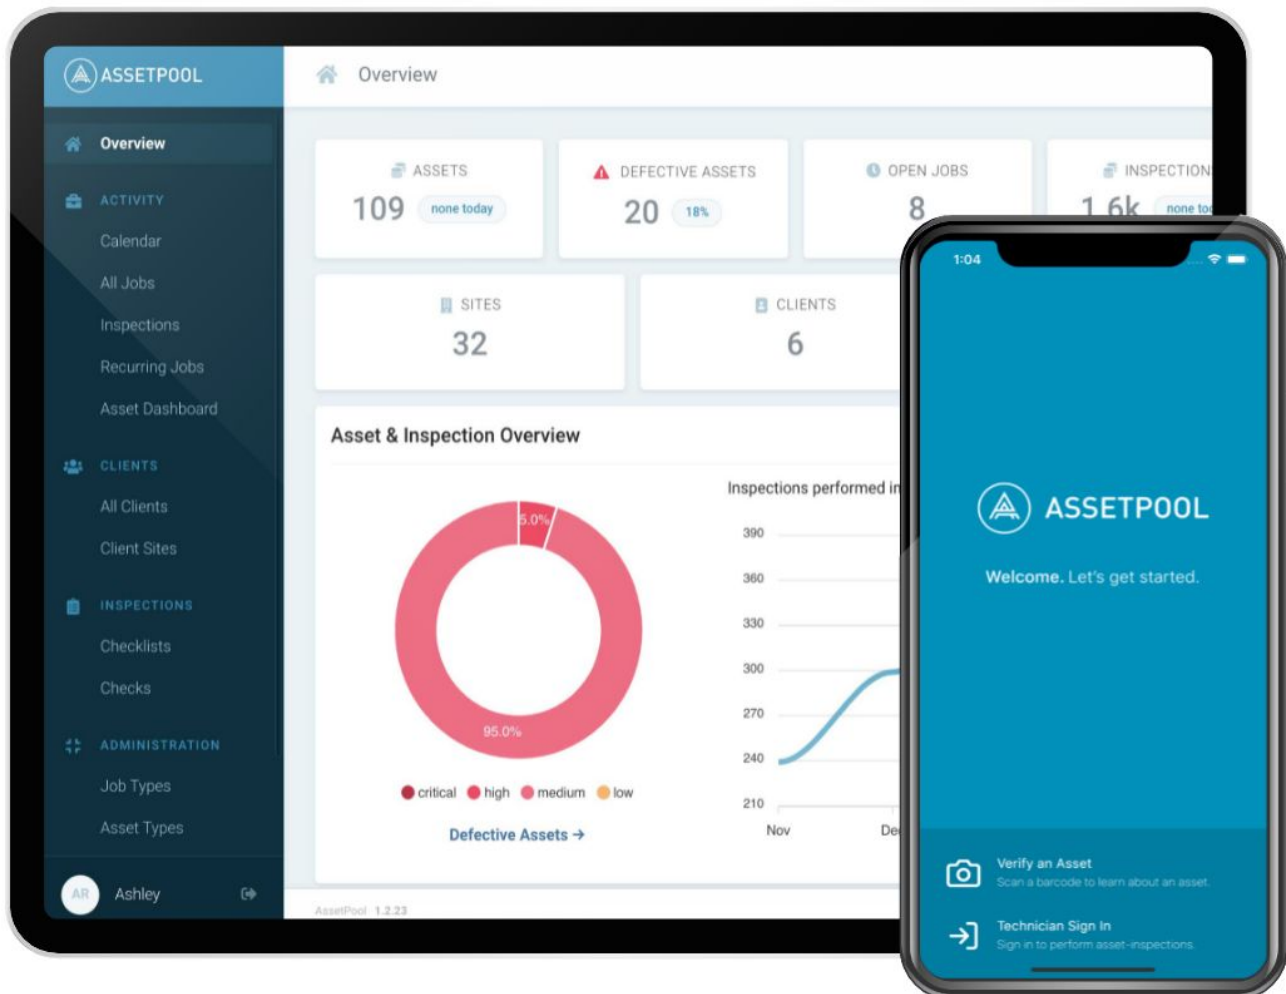 ASSETPOOL
Overview
Overview
ACTIVITY
Calendar
All Jobs
Inspections
Recurring Jobs
Asset Dashboard
CLIENTS
All Clients
Client Sites
INSPECTIONS
Checklists
Checks
ADMINISTRATION
Job Types
Asset Types
AR Ashley
ASSETS
109 none today
DEFECTIVE ASSETS
20 18%
OPEN JOBS
8
INSPECTION
1.6k none
SITES
32
CLIENTS
6
Asset & Inspection Overview
5.0%
95.0%
critical high medium low
Defective Assets →
Inspections performed in
390
360
330
300
270
240
210
Nov
AssetPool 1.2.23
1:04
ASSETPOOL
Welcome. Let's get started.
Verify an Asset
Scan a barcode to learn about an asset.
Technician Sign In
Sign in to perform asset-inspections.